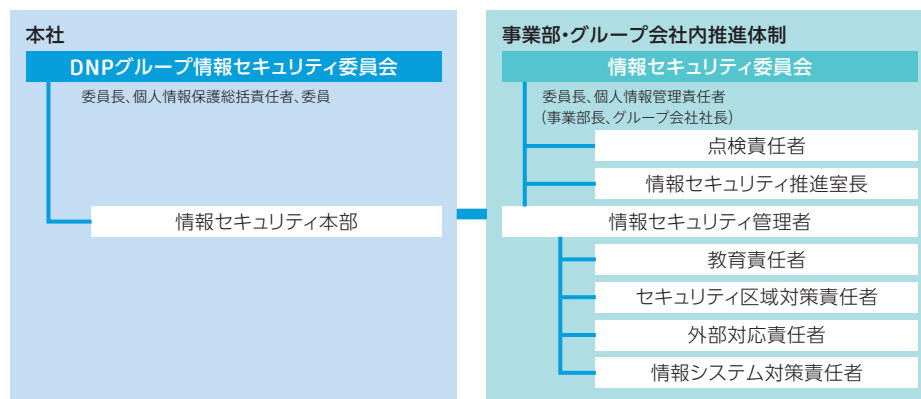 本社
DNPグループ情報セキュリティ委員会
委員長、個人情報保護総括責任者、委員
情報セキュリティ本部
事業部・グループ会社内推進体制
情報セキュリティ委員会
委員長、個人情報管理責任者
(事業部長、グループ会社社長)
点検責任者
情報セキュリティ推進室長
情報セキュリティ管理者
教育責任者
セキュリティ区域対策責任者
外部対応責任者
情報システム対策責任者